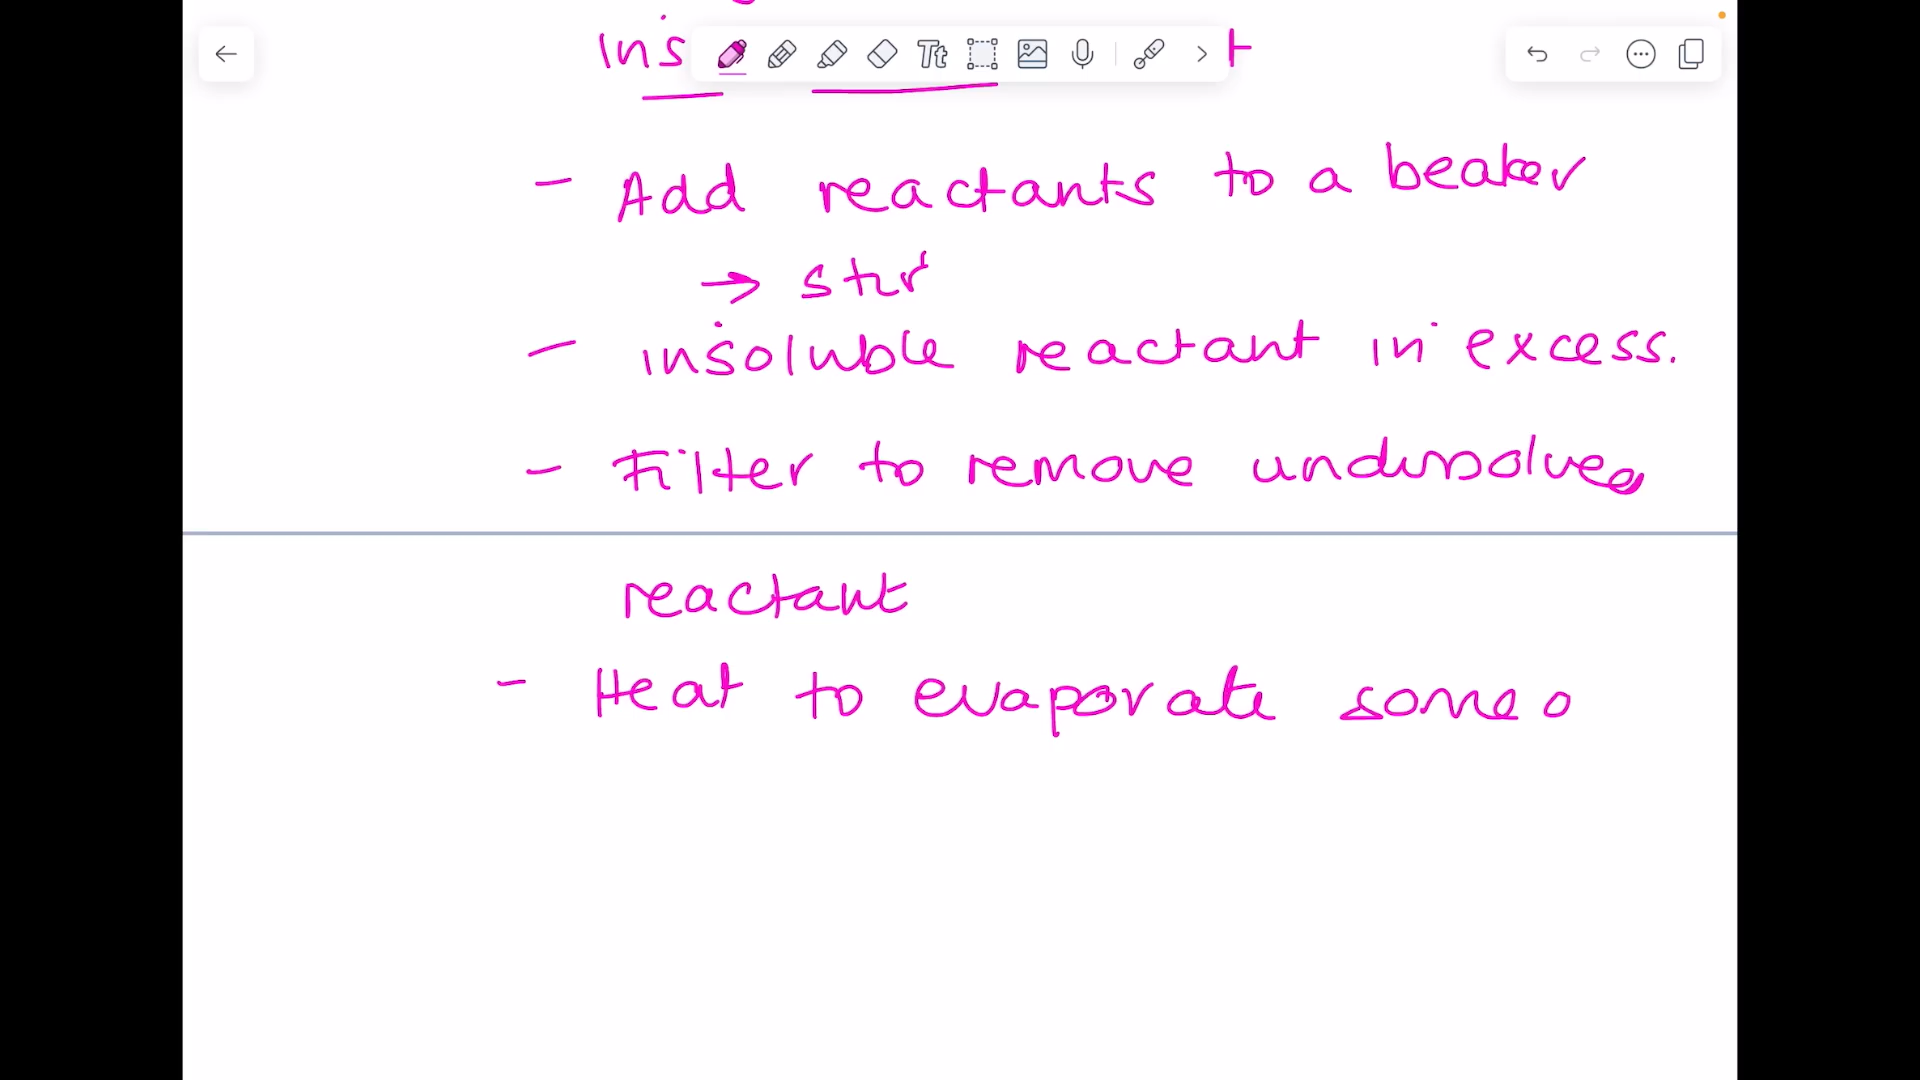 ins t
- Add reactants to a beaker
→ stir
- insoluble reactant in excess.
- Filter to remove undissolved
reactant
- Heat to evaporate some o